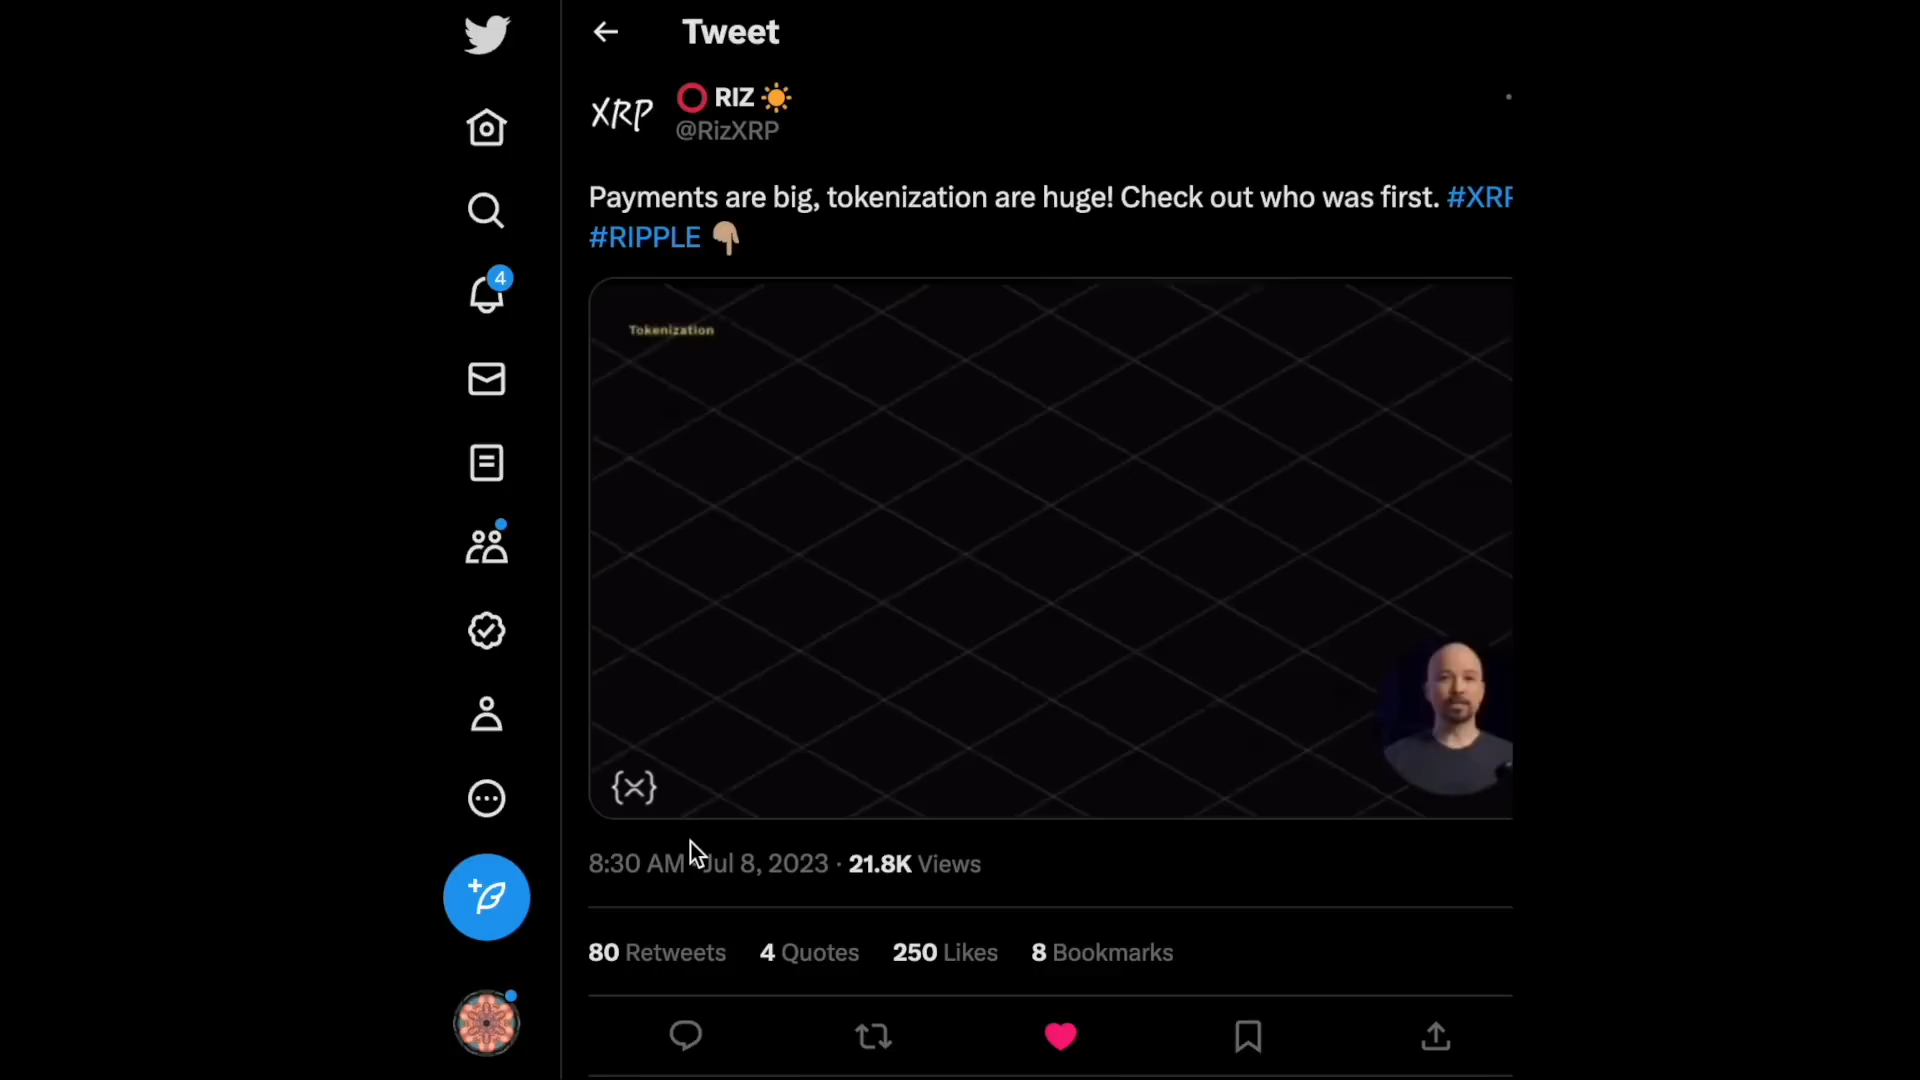 Tweet
XRP
RIZ
@RizXRP
Payments are big, tokenization are huge! Check out who was first. #XRP
#RIPPLE
4
Tokenization
{X}
8:30 AM Jul 8, 2023 · 21.8K Views
80 Retweets 4 Quotes 250 Likes 8 Bookmarks